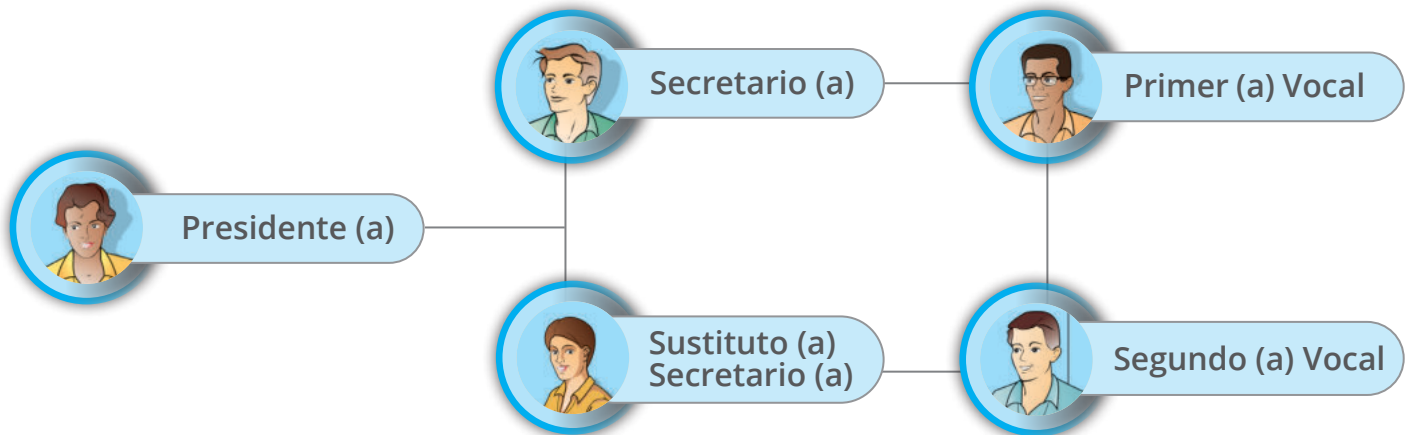 Secretario (a)
Primer (a) Vocal
Presidente (a)
Sustituto (a)
Secretario (a)
Segundo (a) Vocal